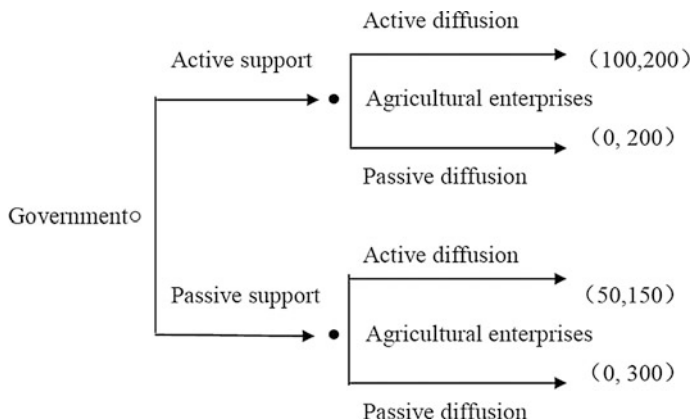 Active diffusion
Active support
（100,200）
Agricultural enterprises
（0, 200）
Passive diffusion
Government
Active diffusion
Passive support
（50,150）
Agricultural enterprises
（0, 300）
Passive diffusion